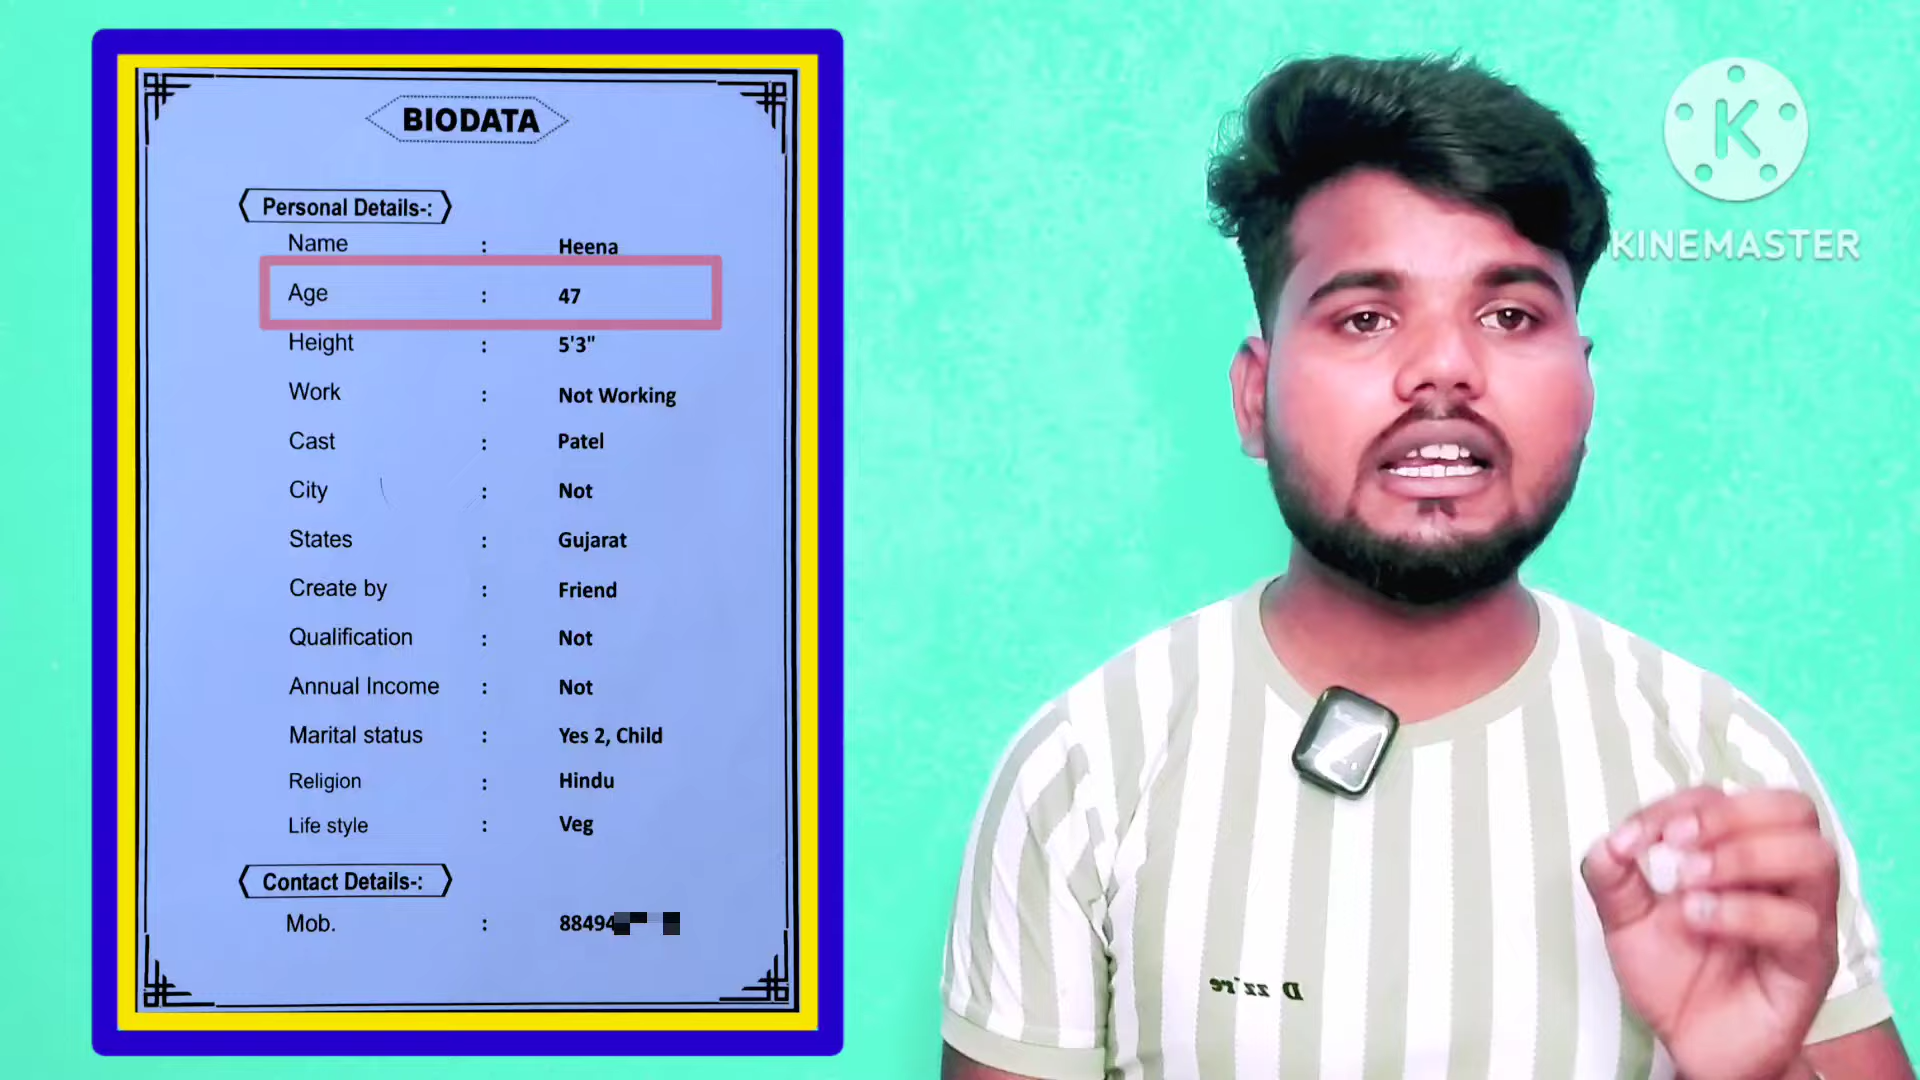 BIODATA
Personal Details-:
Name : Heena
Age : 47
Height : 5'3"
Work : Not Working
Cast : Patel
City : Not
States : Gujarat
Create by : Friend
Qualification : Not
Annual Income : Not
Marital status : Yes 2, Child
Religion : Hindu
Life style : Veg
Contact Details-:
Mob. : 88494
K
KINEMASTER